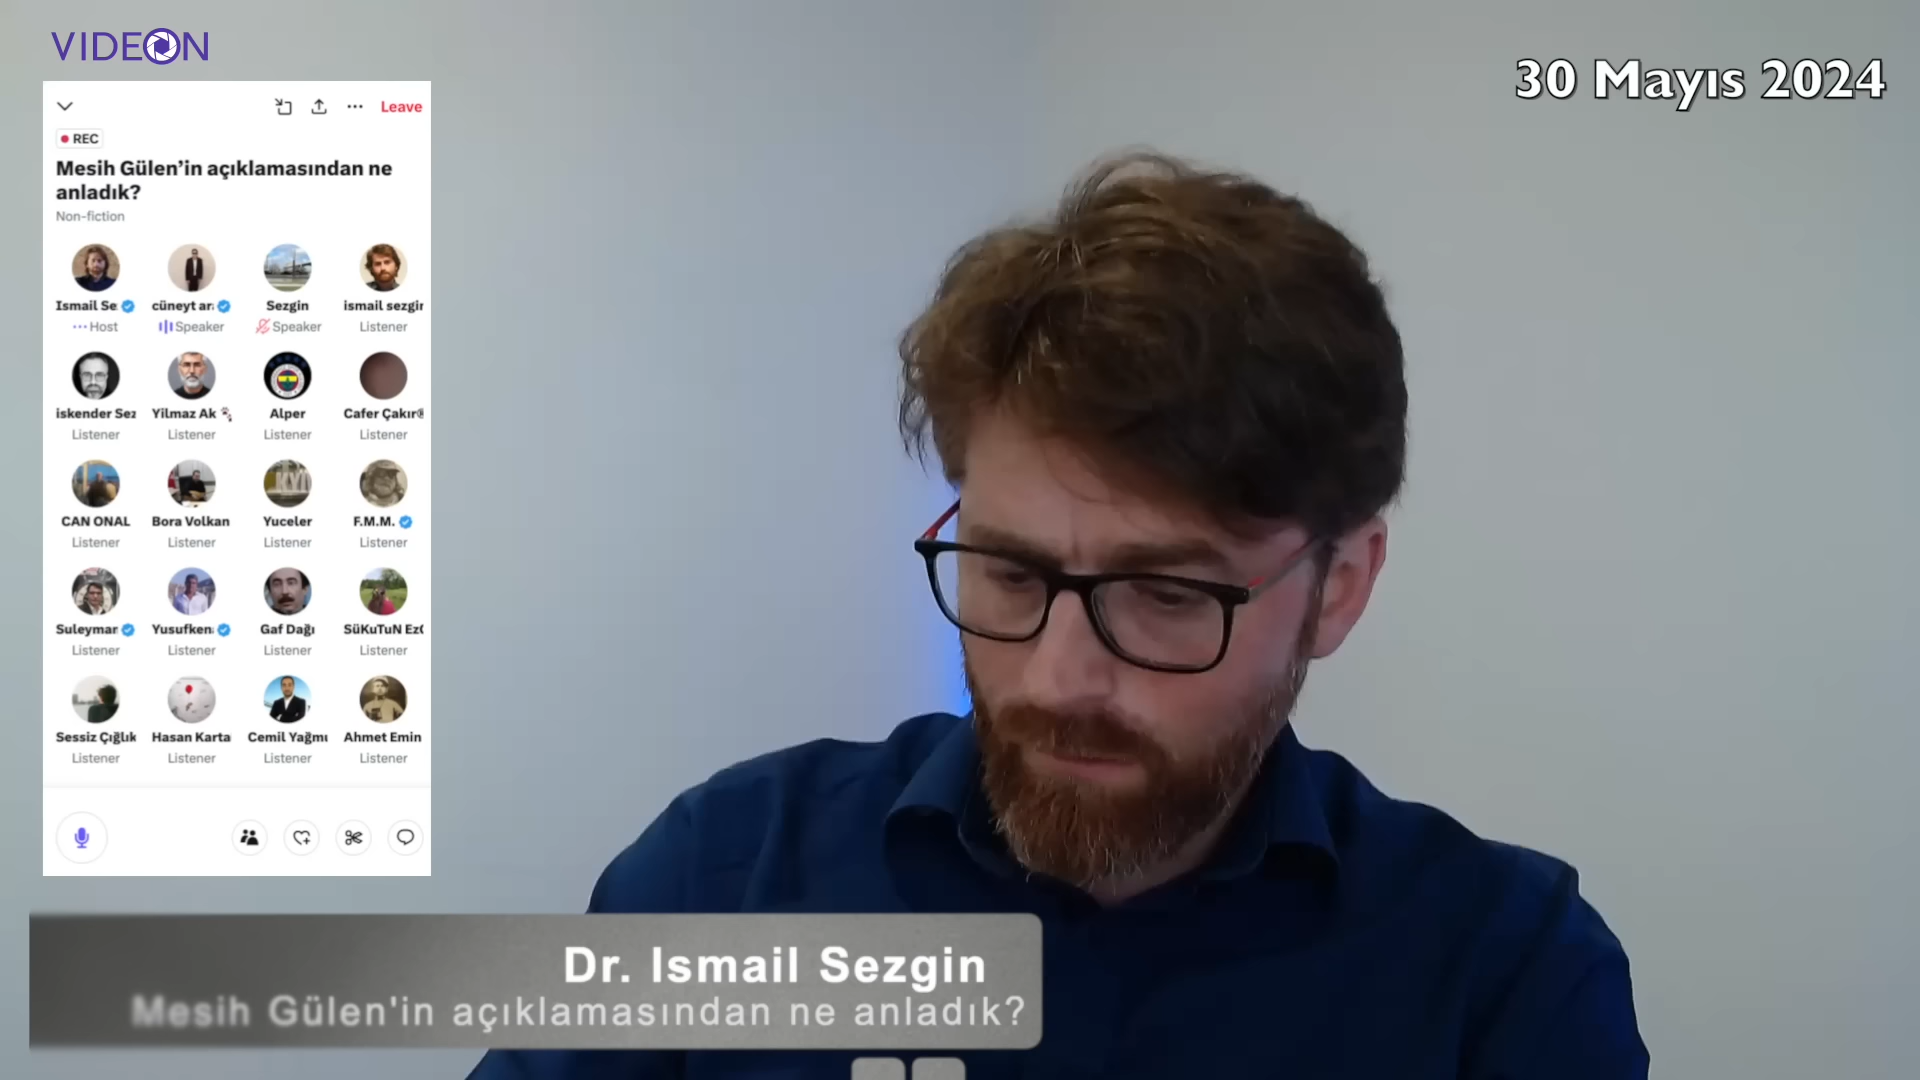 VIDEON
30 Mayıs 2024
Leave
REC
Mesih Gülen'in açıklamasından ne
anladık?
Non-fiction
Ismail Se
cüneyt ar
Sezgin
ismail sezgin
Host
Speaker
Speaker
Listener
iskender Sez
Yilmaz Ak
Alper
Cafer Çakır®
Listener
Listener
Listener
Listener
CAN ONAL
Bora Volkan
Yuceler
F.M.M.
Listener
Listener
Listener
Listener
Suleyman
Yusufken
Gaf Dağı
SüKuTuN Ez
Listener
Listener
Listener
Listener
Sessiz Çığlık
Hasan Karta
Cemil Yağmu
Ahmet Emin
Listener
Listener
Listener
Listener
Dr. Ismail Sezgin
Mesih Gülen'in açıklamasından ne anladık?